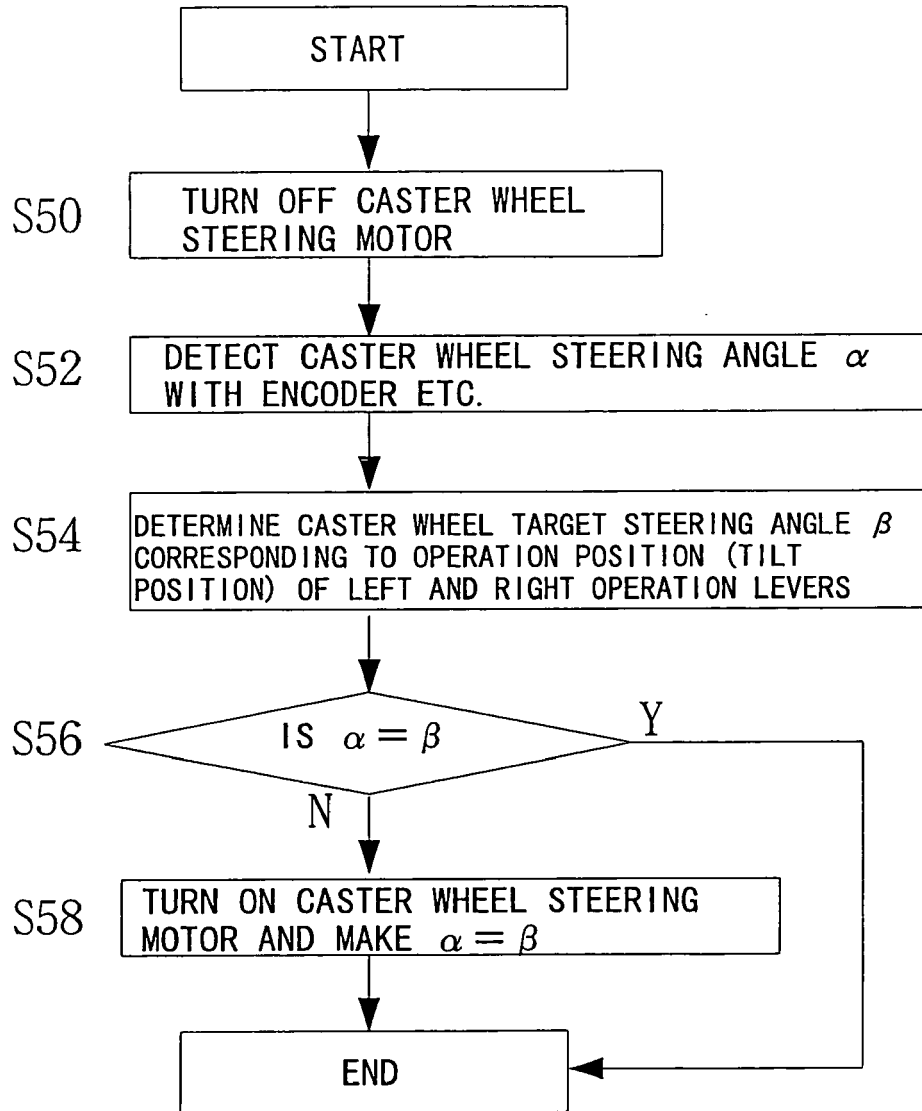 START
S50
TURN OFF CASTER WHEEL
STEERING MOTOR
S52
DETECT CASTER WHEEL STEERING ANGLE α
WITH ENCODER ETC.
S54
DETERMINE CASTER WHEEL TARGET STEERING ANGLE β
CORRESPONDING TO OPERATION POSITION (TILT
POSITION) OF LEFT AND RIGHT OPERATION LEVERS
S56
IS α = β
Y
N
S58
TURN ON CASTER WHEEL STEERING
MOTOR AND MAKE α = β
END